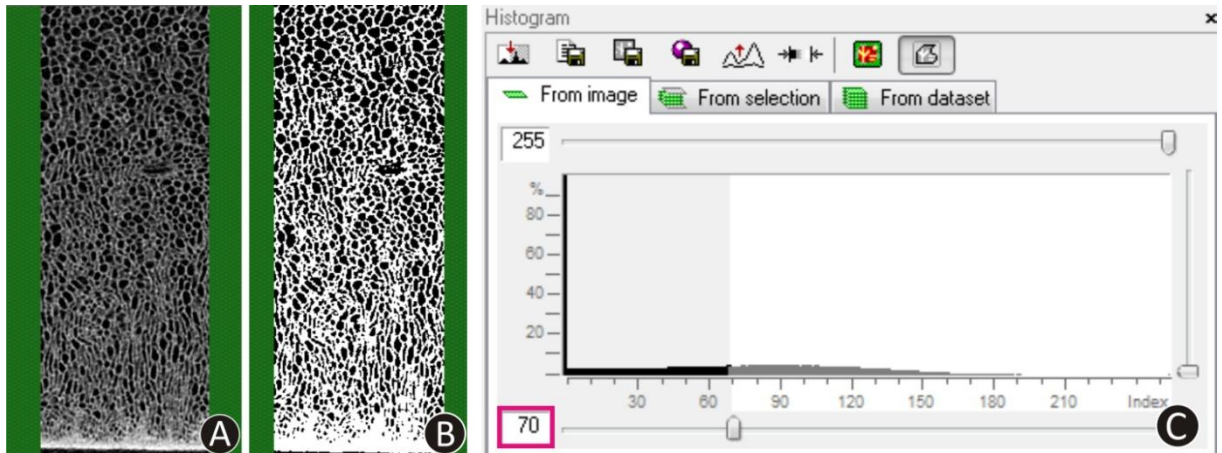 Histogram
From image
From selection
From dataset
255
%
80
60
40
20
30 60 90 120 150 180 210 Index
70
A
B
C